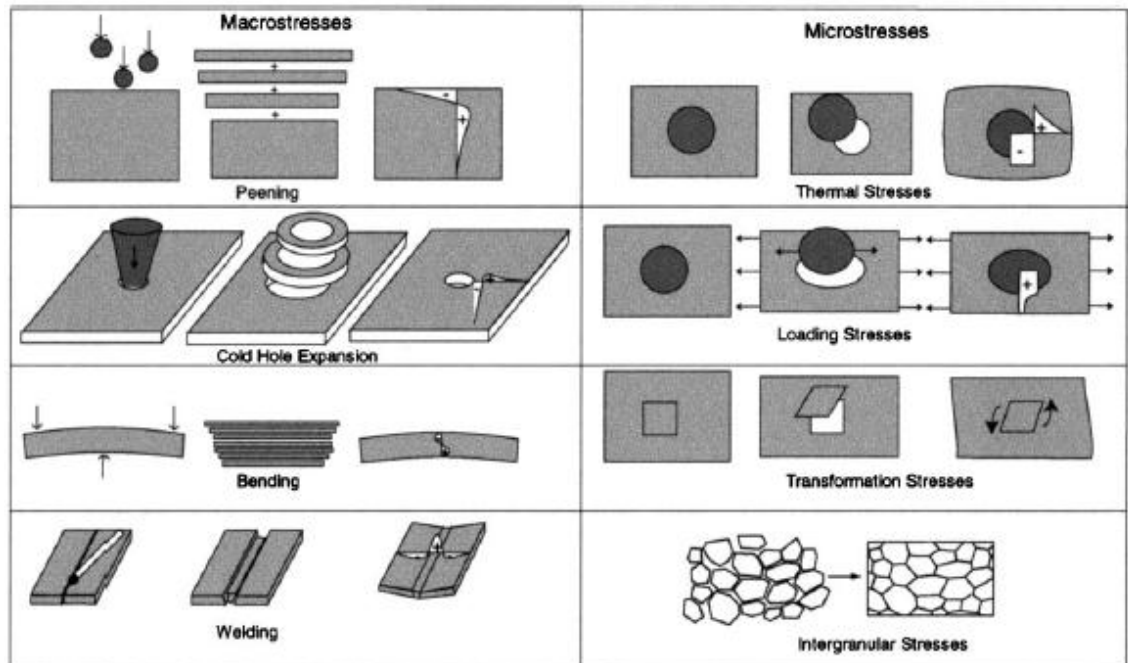 Macrostresses
Microstresses
+
+
+
-
+
Peening
+
-
Thermal Stresses
Cold Hole Expansion
+
Loading Stresses
Bending
Transformation Stresses
Welding
Intergranular Stresses